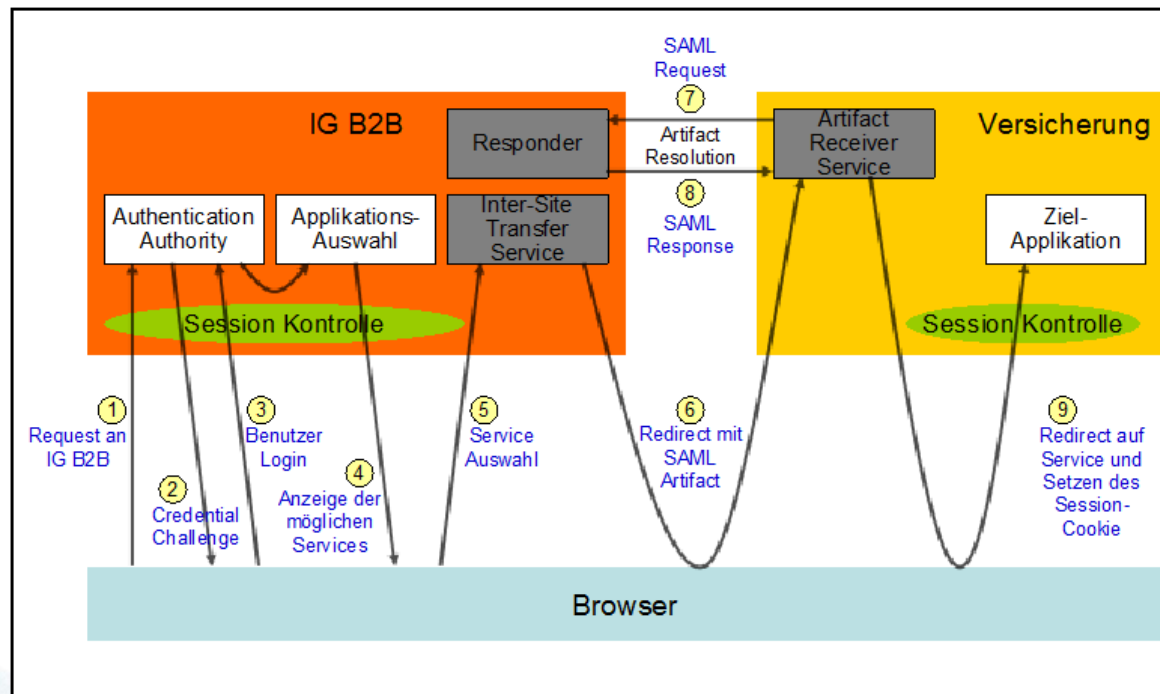 SAML
Request
7
IG B2B
Responder
Artifact
Resolution
Artifact
Receiver
Service
Versicherung
8
SAML
Response
Authentication
Authority
Applikations-
Auswahl
Inter-Site
Transfer
Service
Ziel-
Applikation
Session Kontrolle
Session Kontrolle
1
Request an
IG B2B
2
Credential
Challenge
3
Benutzer
Login
4
Anzeige der
möglichen
Services
5
Service
Auswahl
6
Redirect mit
SAML
Artifact
9
Redirect auf
Service und
Setzen des
Session-
Cookie
Browser